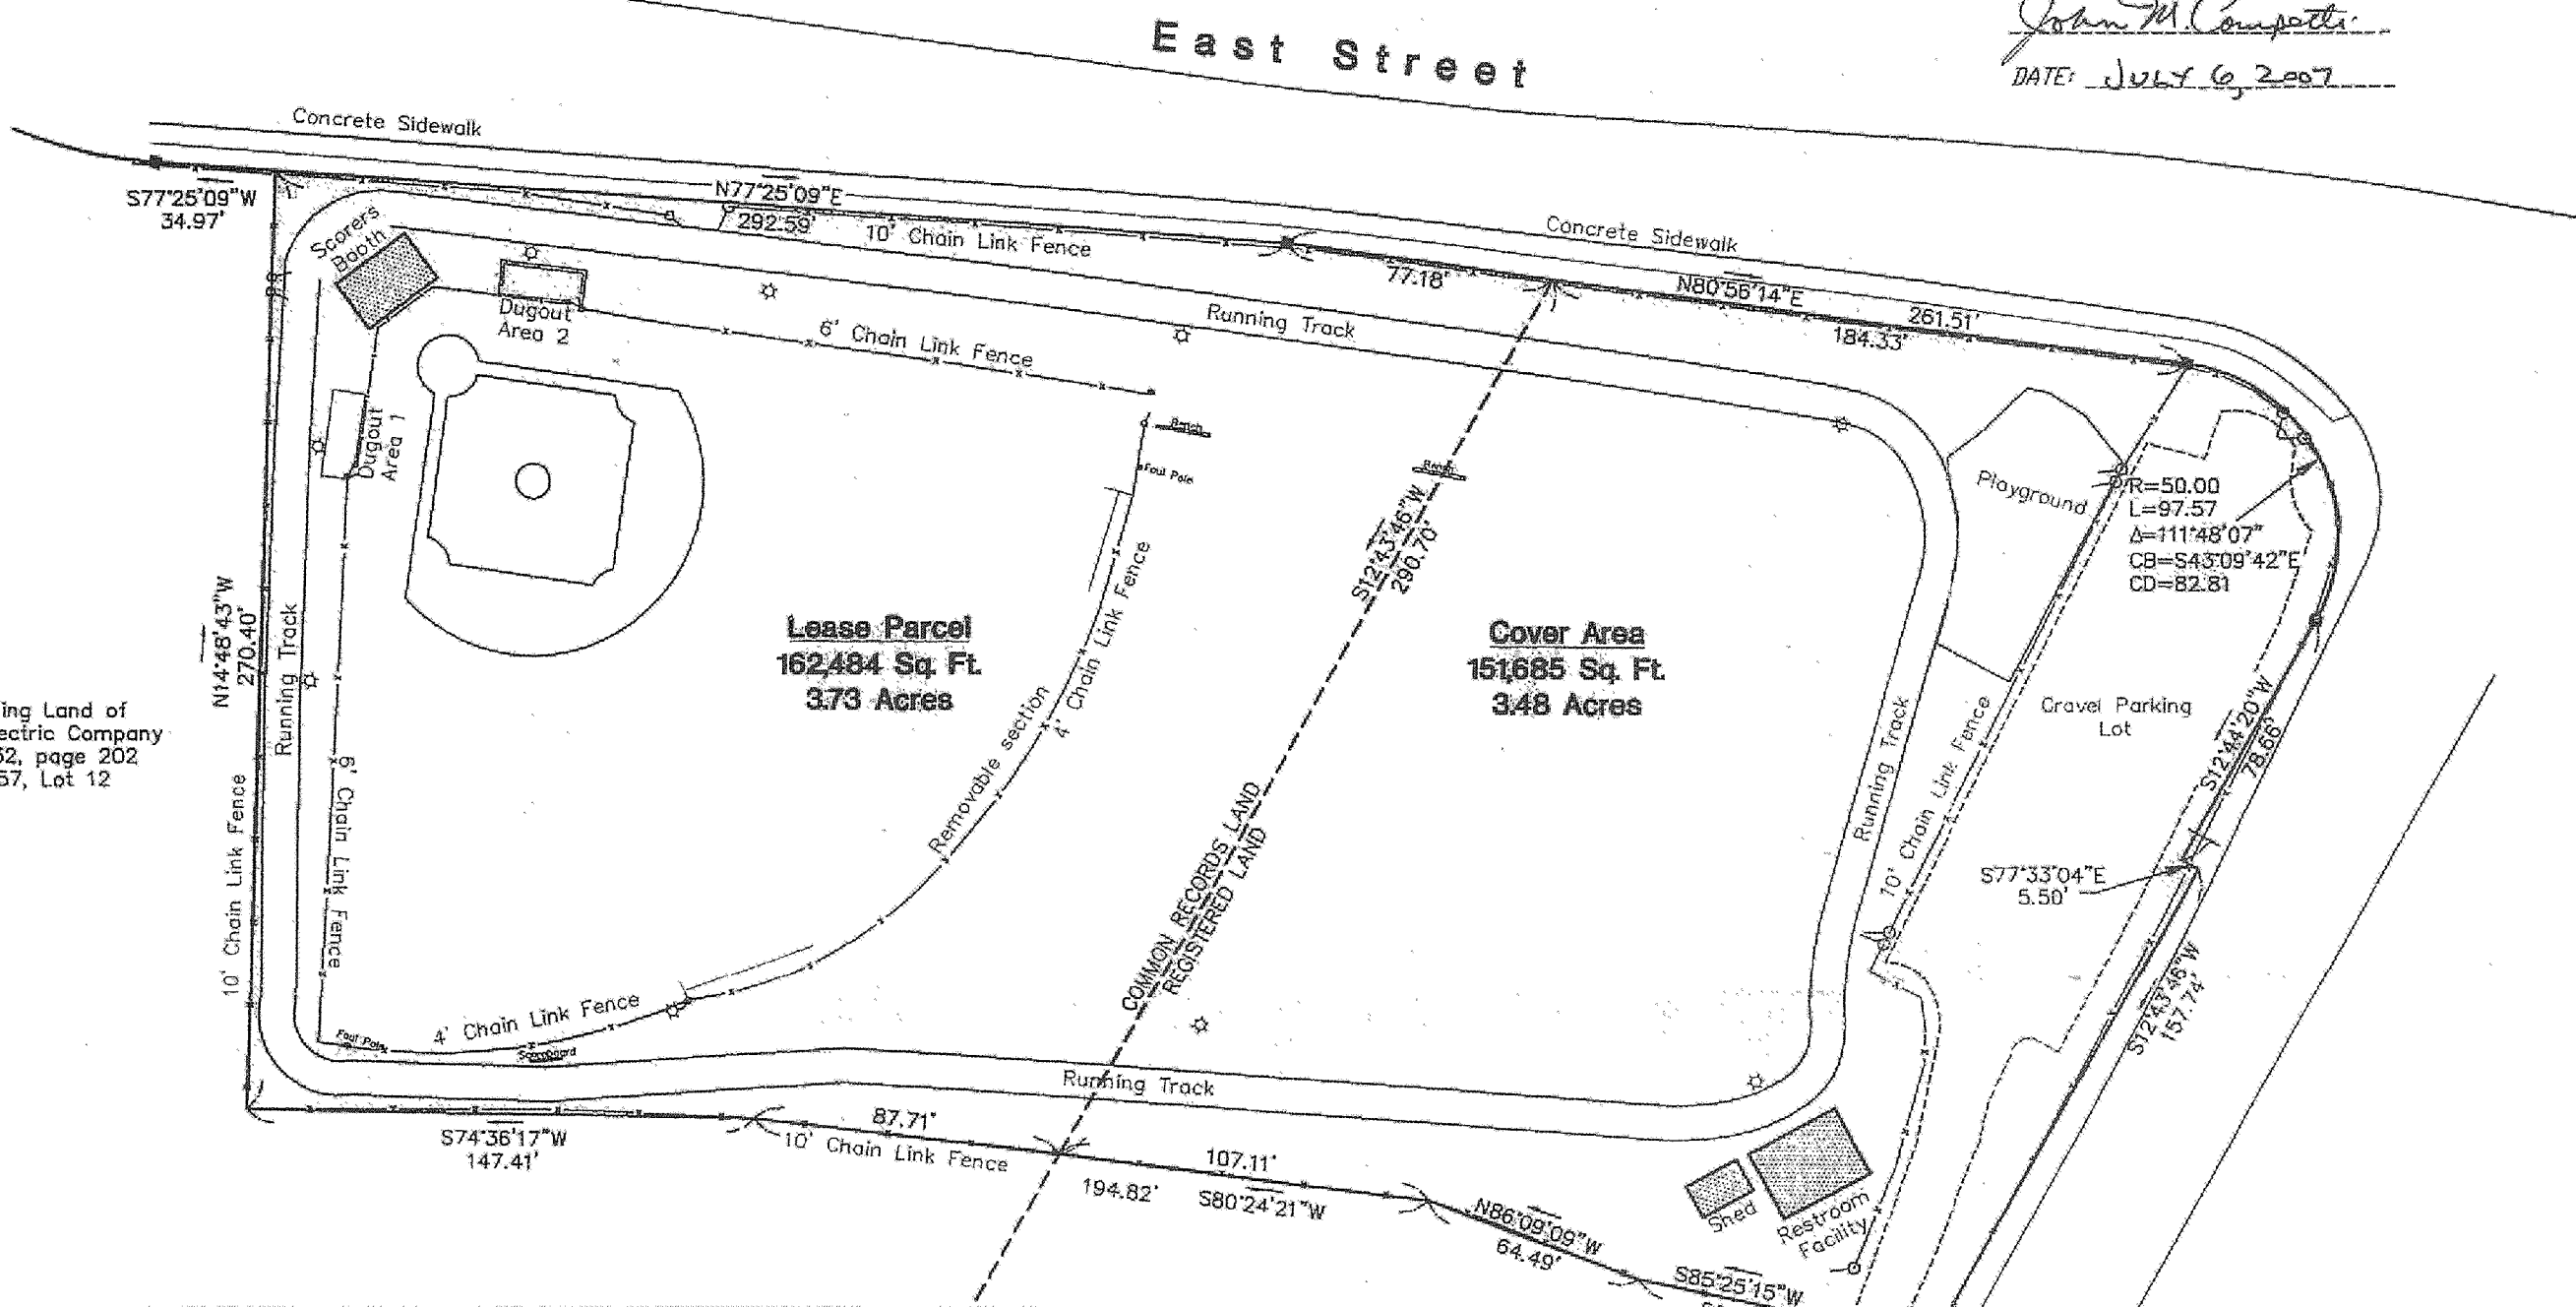 East Street
John M. Competti
DATE: JULY 6, 2007
Concrete Sidewalk
S77°25'09"W
34.97'
N77°25'09"E
292.59'
10' Chain Link Fence
Concrete Sidewalk
77.18'
N80°56'14"E
261.51'
184.33'
Scorers
Booth
Dugout
Area 2
6' Chain Link Fence
Running Track
Dugout
Area 1
Bench
Foul Pole
Bench
S12°43'46"W
290.70'
Playground
R=50.00
L=97.57
Δ=111°48'07"
CB=S43°09'42"E
CD=82.81
N14°48'43"W
270.40'
Running Track
Lease Parcel
162,484 Sq. Ft.
3.73 Acres
4' Chain Link Fence
Removable section
Cover Area
151,685 Sq. Ft.
3.48 Acres
Running Track
10' Chain Link Fence
Gravel Parking
Lot
S12°44'20"W
78.66'
ing Land of
ectric Company
52, page 202
57, Lot 12
10' Chain Link Fence
6' Chain Link Fence
COMMON RECORDS LAND
REGISTERED LAND
S77°33'04"E
5.50'
S12°43'46"W
157.74'
Foul Pole
4' Chain Link Fence
Scoreboard
Running Track
S74°36'17"W
147.41'
87.71'
10' Chain Link Fence
107.11'
194.82'
S80°24'21"W
N86°09'09"W
64.49'
Shed
Restroom
Facility
S85°25'15"W